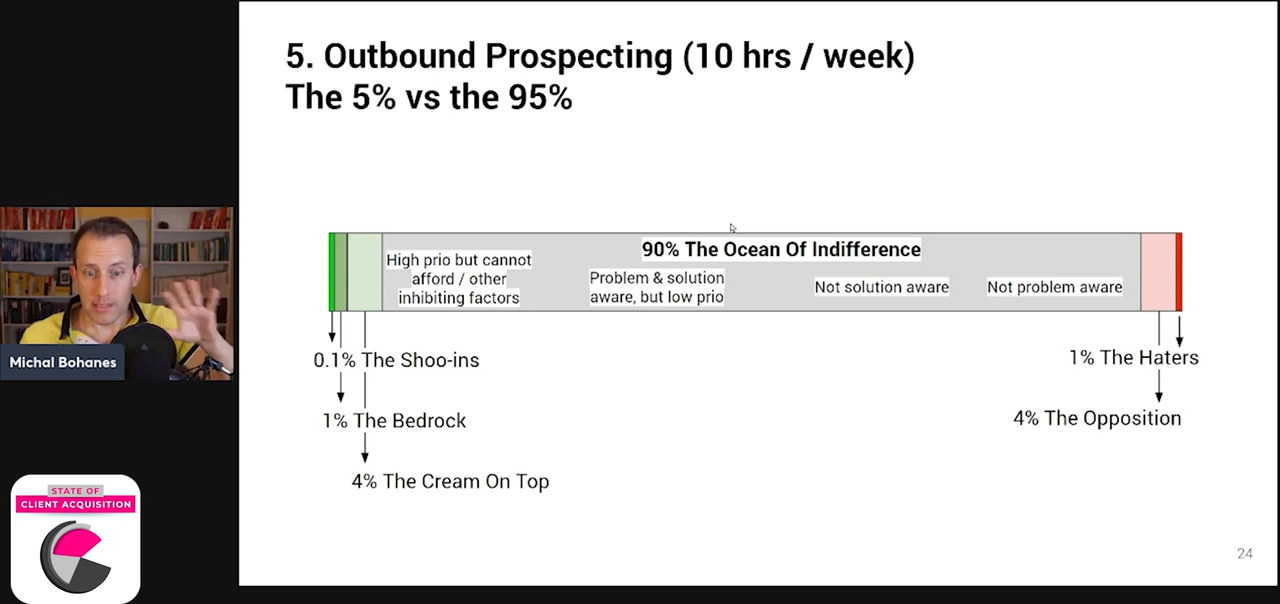 5. Outbound Prospecting (10 hrs / week)
The 5% vs the 95%
90% The Ocean Of Indifference
High prio but cannot
afford / other
inhibiting factors
Problem & solution
aware, but low prio
Not solution aware
Not problem aware
0.1% The Shoo-ins
1% The Haters
1% The Bedrock
4% The Opposition
4% The Cream On Top
24
Michal Bohanes
STATE OF
CLIENT ACQUISITION